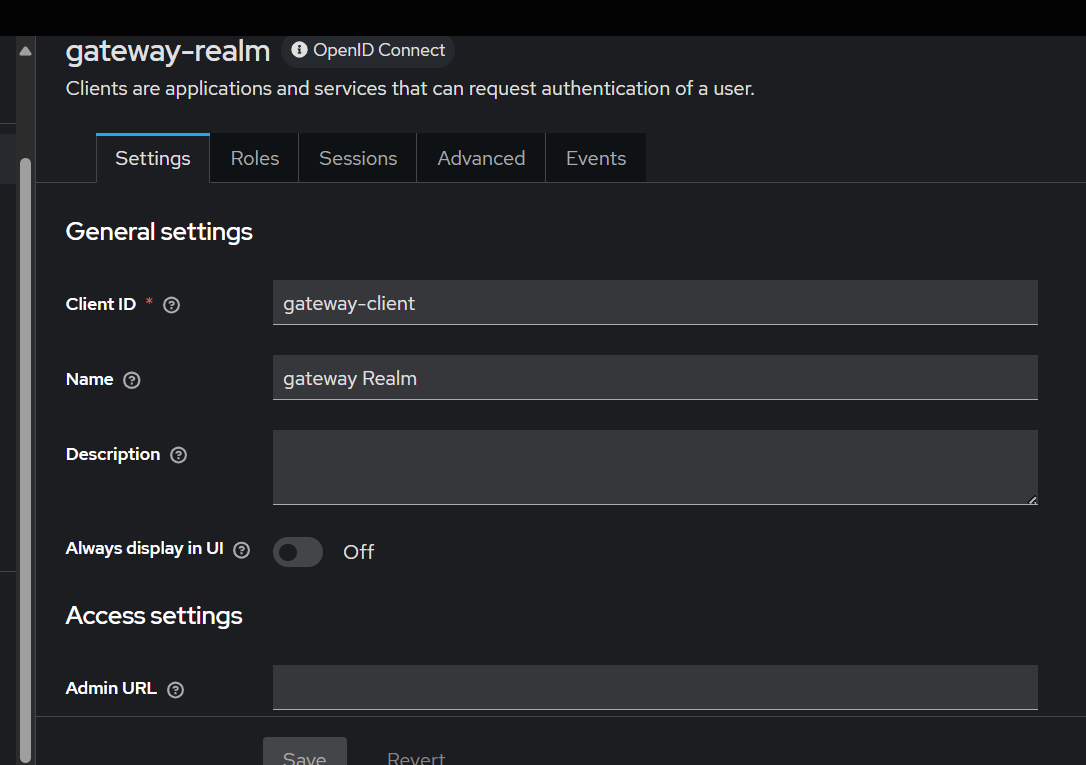 gateway-realm OpenID Connect
Clients are applications and services that can request authentication of a user.
Settings Roles Sessions Advanced Events
General settings
Client ID * gateway-client
Name gateway Realm
Description
Always display in UI Off
Access settings
Admin URL
Save Revert